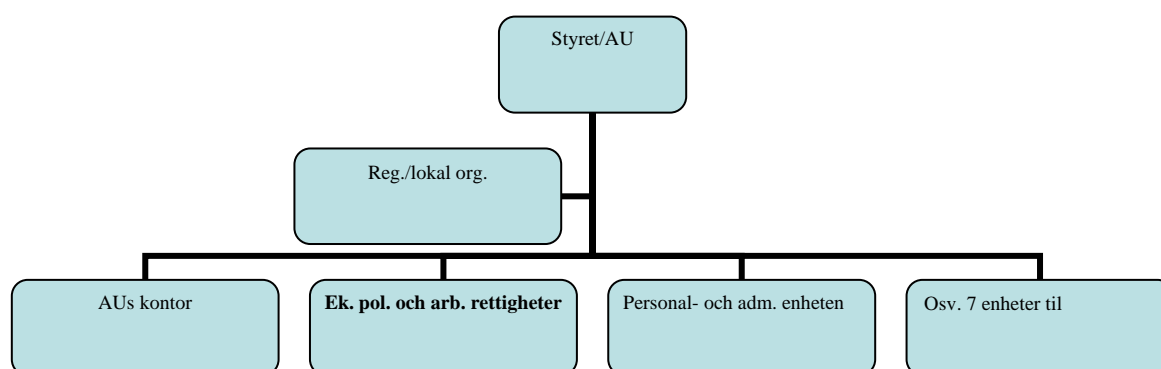 Styret/AU
Reg./lokal org.
AUs kontor
Ek. pol. och arb. rettigheter
Personal- och adm. enheten
Osv. 7 enheter til